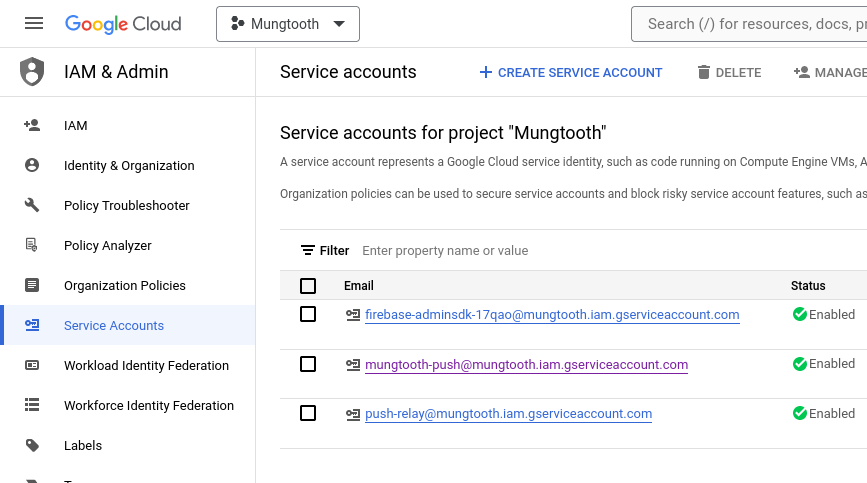 Google Cloud
Mungtooth
Search (/) for resources, docs, pr
IAM & Admin
Service accounts
CREATE SERVICE ACCOUNT
DELETE
MANAGE
IAM
Identity & Organization
Policy Troubleshooter
Policy Analyzer
Organization Policies
Service Accounts
Workload Identity Federation
Workforce Identity Federation
Labels
Service accounts for project "Mungtooth"
A service account represents a Google Cloud service identity, such as code running on Compute Engine VMs, A
Organization policies can be used to secure service accounts and block risky service account features, such as
Filter Enter property name or value
Email Status
firebase-adminsdk-17qao@mungtooth.iam.gserviceaccount.com Enabled
mungtooth-push@mungtooth.iam.gserviceaccount.com Enabled
push-relay@mungtooth.iam.gserviceaccount.com Enabled